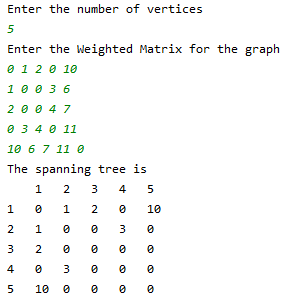 Enter the number of vertices
5
Enter the Weighted Matrix for the graph
0 1 2 0 10
1 0 0 3 6
2 0 0 4 7
0 3 4 0 11
10 6 7 11 0
The spanning tree is
1 2 3 4 5
1 0 1 2 0 10
2 1 0 0 3 0
3 2 0 0 0 0
4 0 3 0 0 0
5 10 0 0 0 0